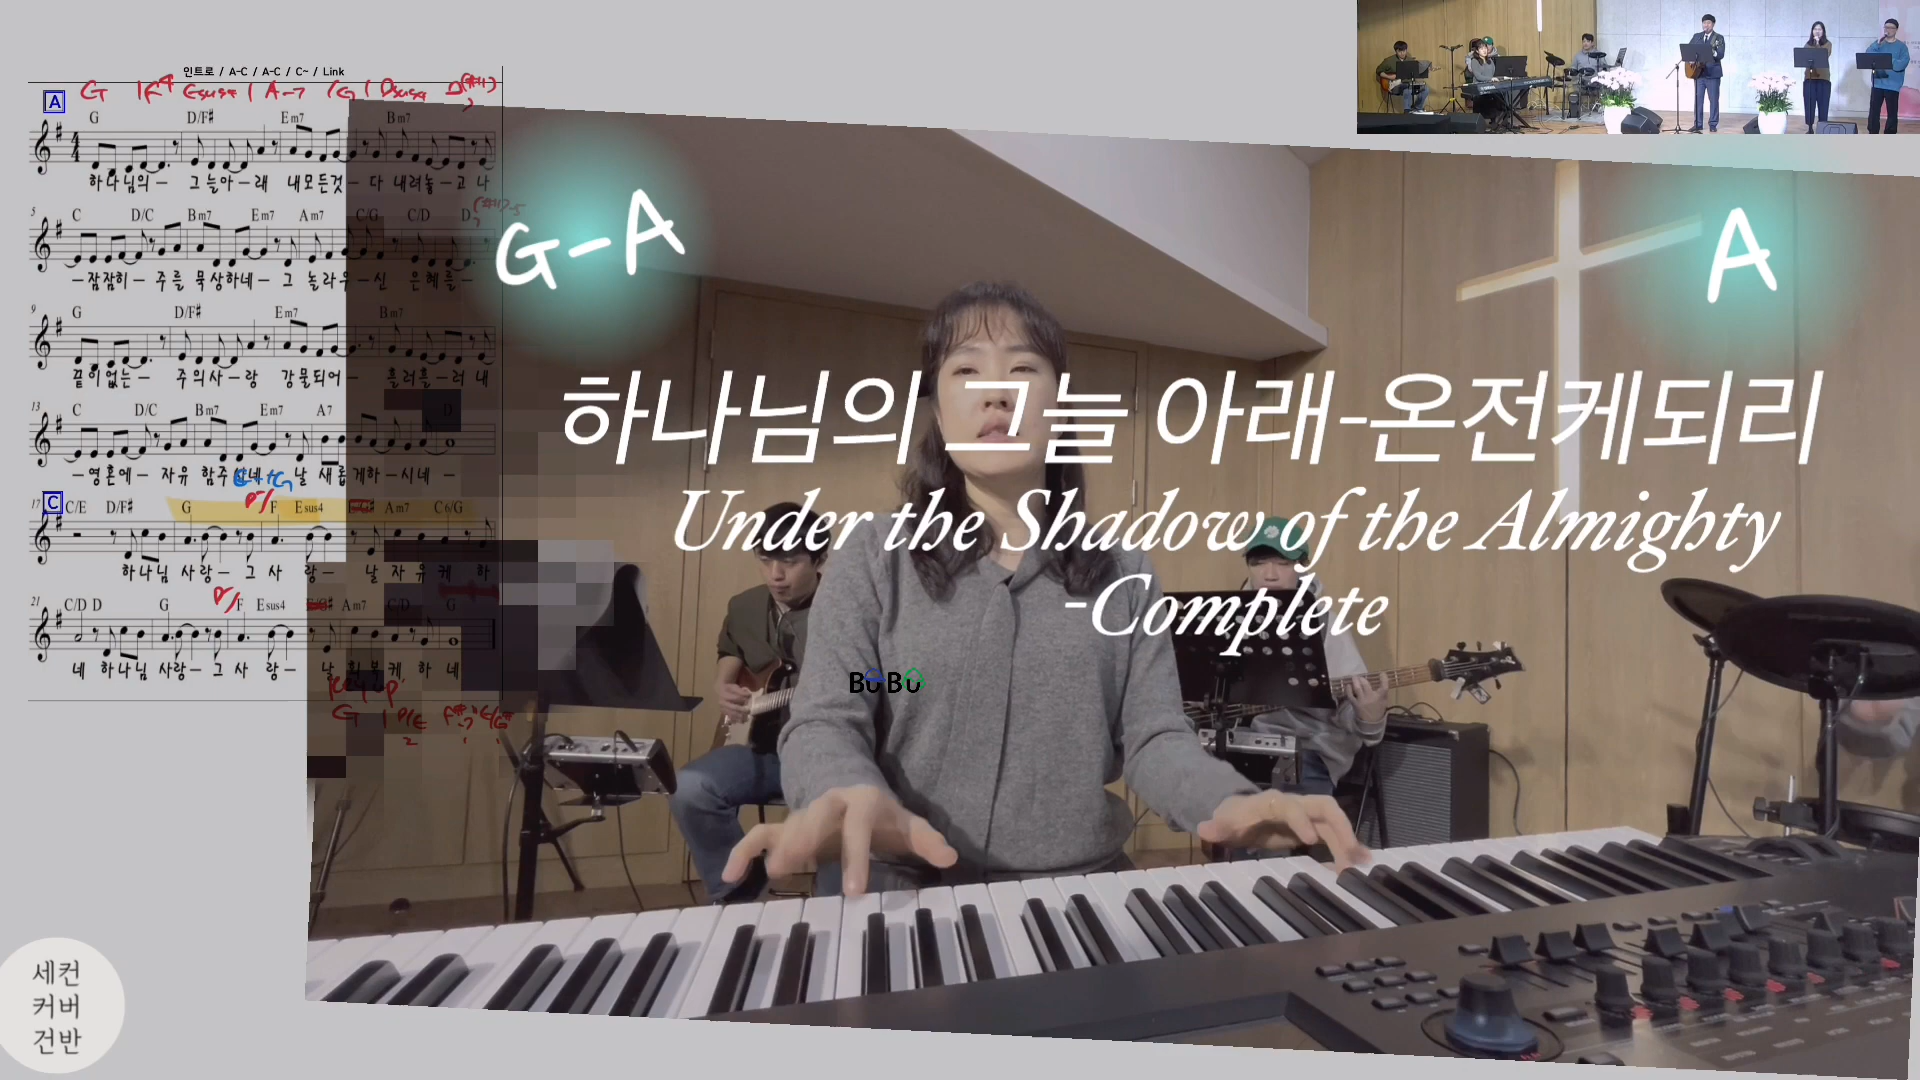 인트로 / A-C / A-C / C~ / Link
A
G D/F# Em7 Bm7
하나님의 – 그 늘아 – 래 내모든것 – 다 내려놓 – 고 나
5
C D/C Bm7 Em7 Am7 C/G C/D D
– 잠잠히 – 주를 묵상하네 – 그 놀라우 – 신 은혜를 –
9
G D/F# Em7 Bm7
끝이없는 – 주의사 – 랑 강물되어 – 흘러흘 – 러 내
13
C D/C Bm7 Em7 A7 D
– 영혼에 – 자유 함주 네 – 날 새롭게하 – 시네 –
C
17
C/E D/F# G F Esus4 Am7 C6/G
하나님 사랑 – 그 사 랑 – 날 자 유 케 하
21
C/D D G F Esus4 Am7 C/D G
네 하나님 사랑 – 그 사 랑 – 날 회복케 하 네
key up
G-A
A
하나님의 그늘 아래-온전케되리
Under the Shadow of the Almighty
-Complete
BUBU
세컨
커버
건반